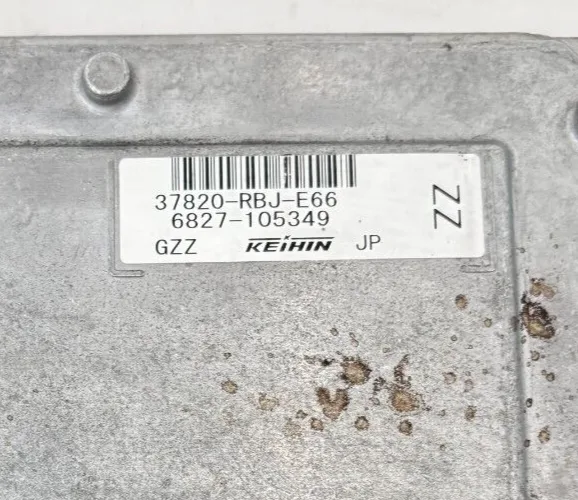 37820-RBJ-E66
6827-105349
GZZ KEIHIN JP
ZZ